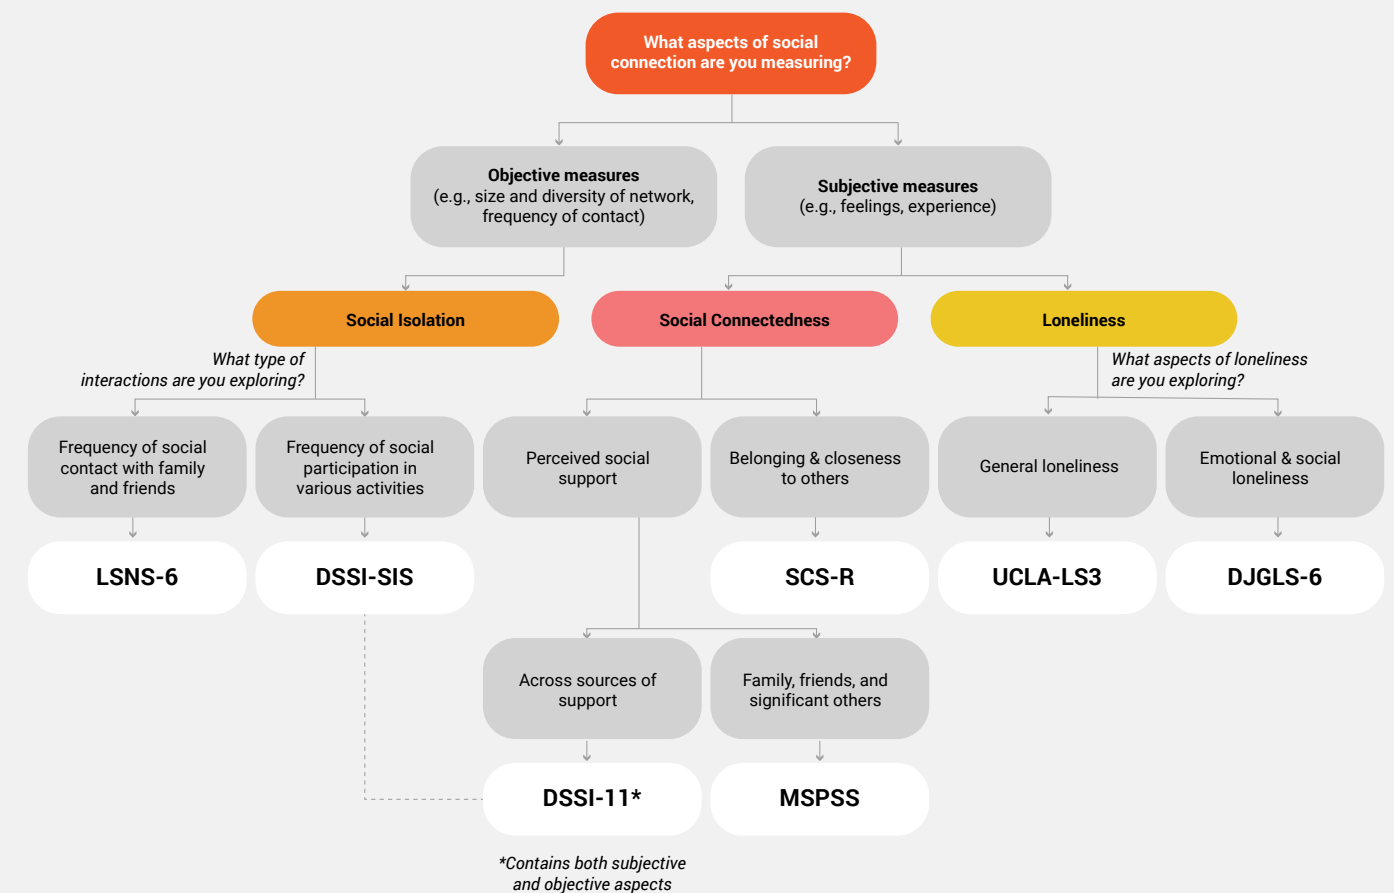 What aspects of social
connection are you measuring?
Objective measures
(e.g., size and diversity of network,
frequency of contact)
Subjective measures
(e.g., feelings, experience)
Social Isolation
Social Connectedness
Loneliness
What type of
interactions are you exploring?
What aspects of loneliness
are you exploring?
Frequency of social
contact with family
and friends
Frequency of social
participation in
various activities
Perceived social
support
Belonging & closeness
to others
General loneliness
Emotional & social
loneliness
LSNS-6
DSSI-SIS
SCS-R
UCLA-LS3
DJGLS-6
Across sources of
support
Family, friends, and
significant others
DSSI-11*
MSPSS
*Contains both subjective
and objective aspects